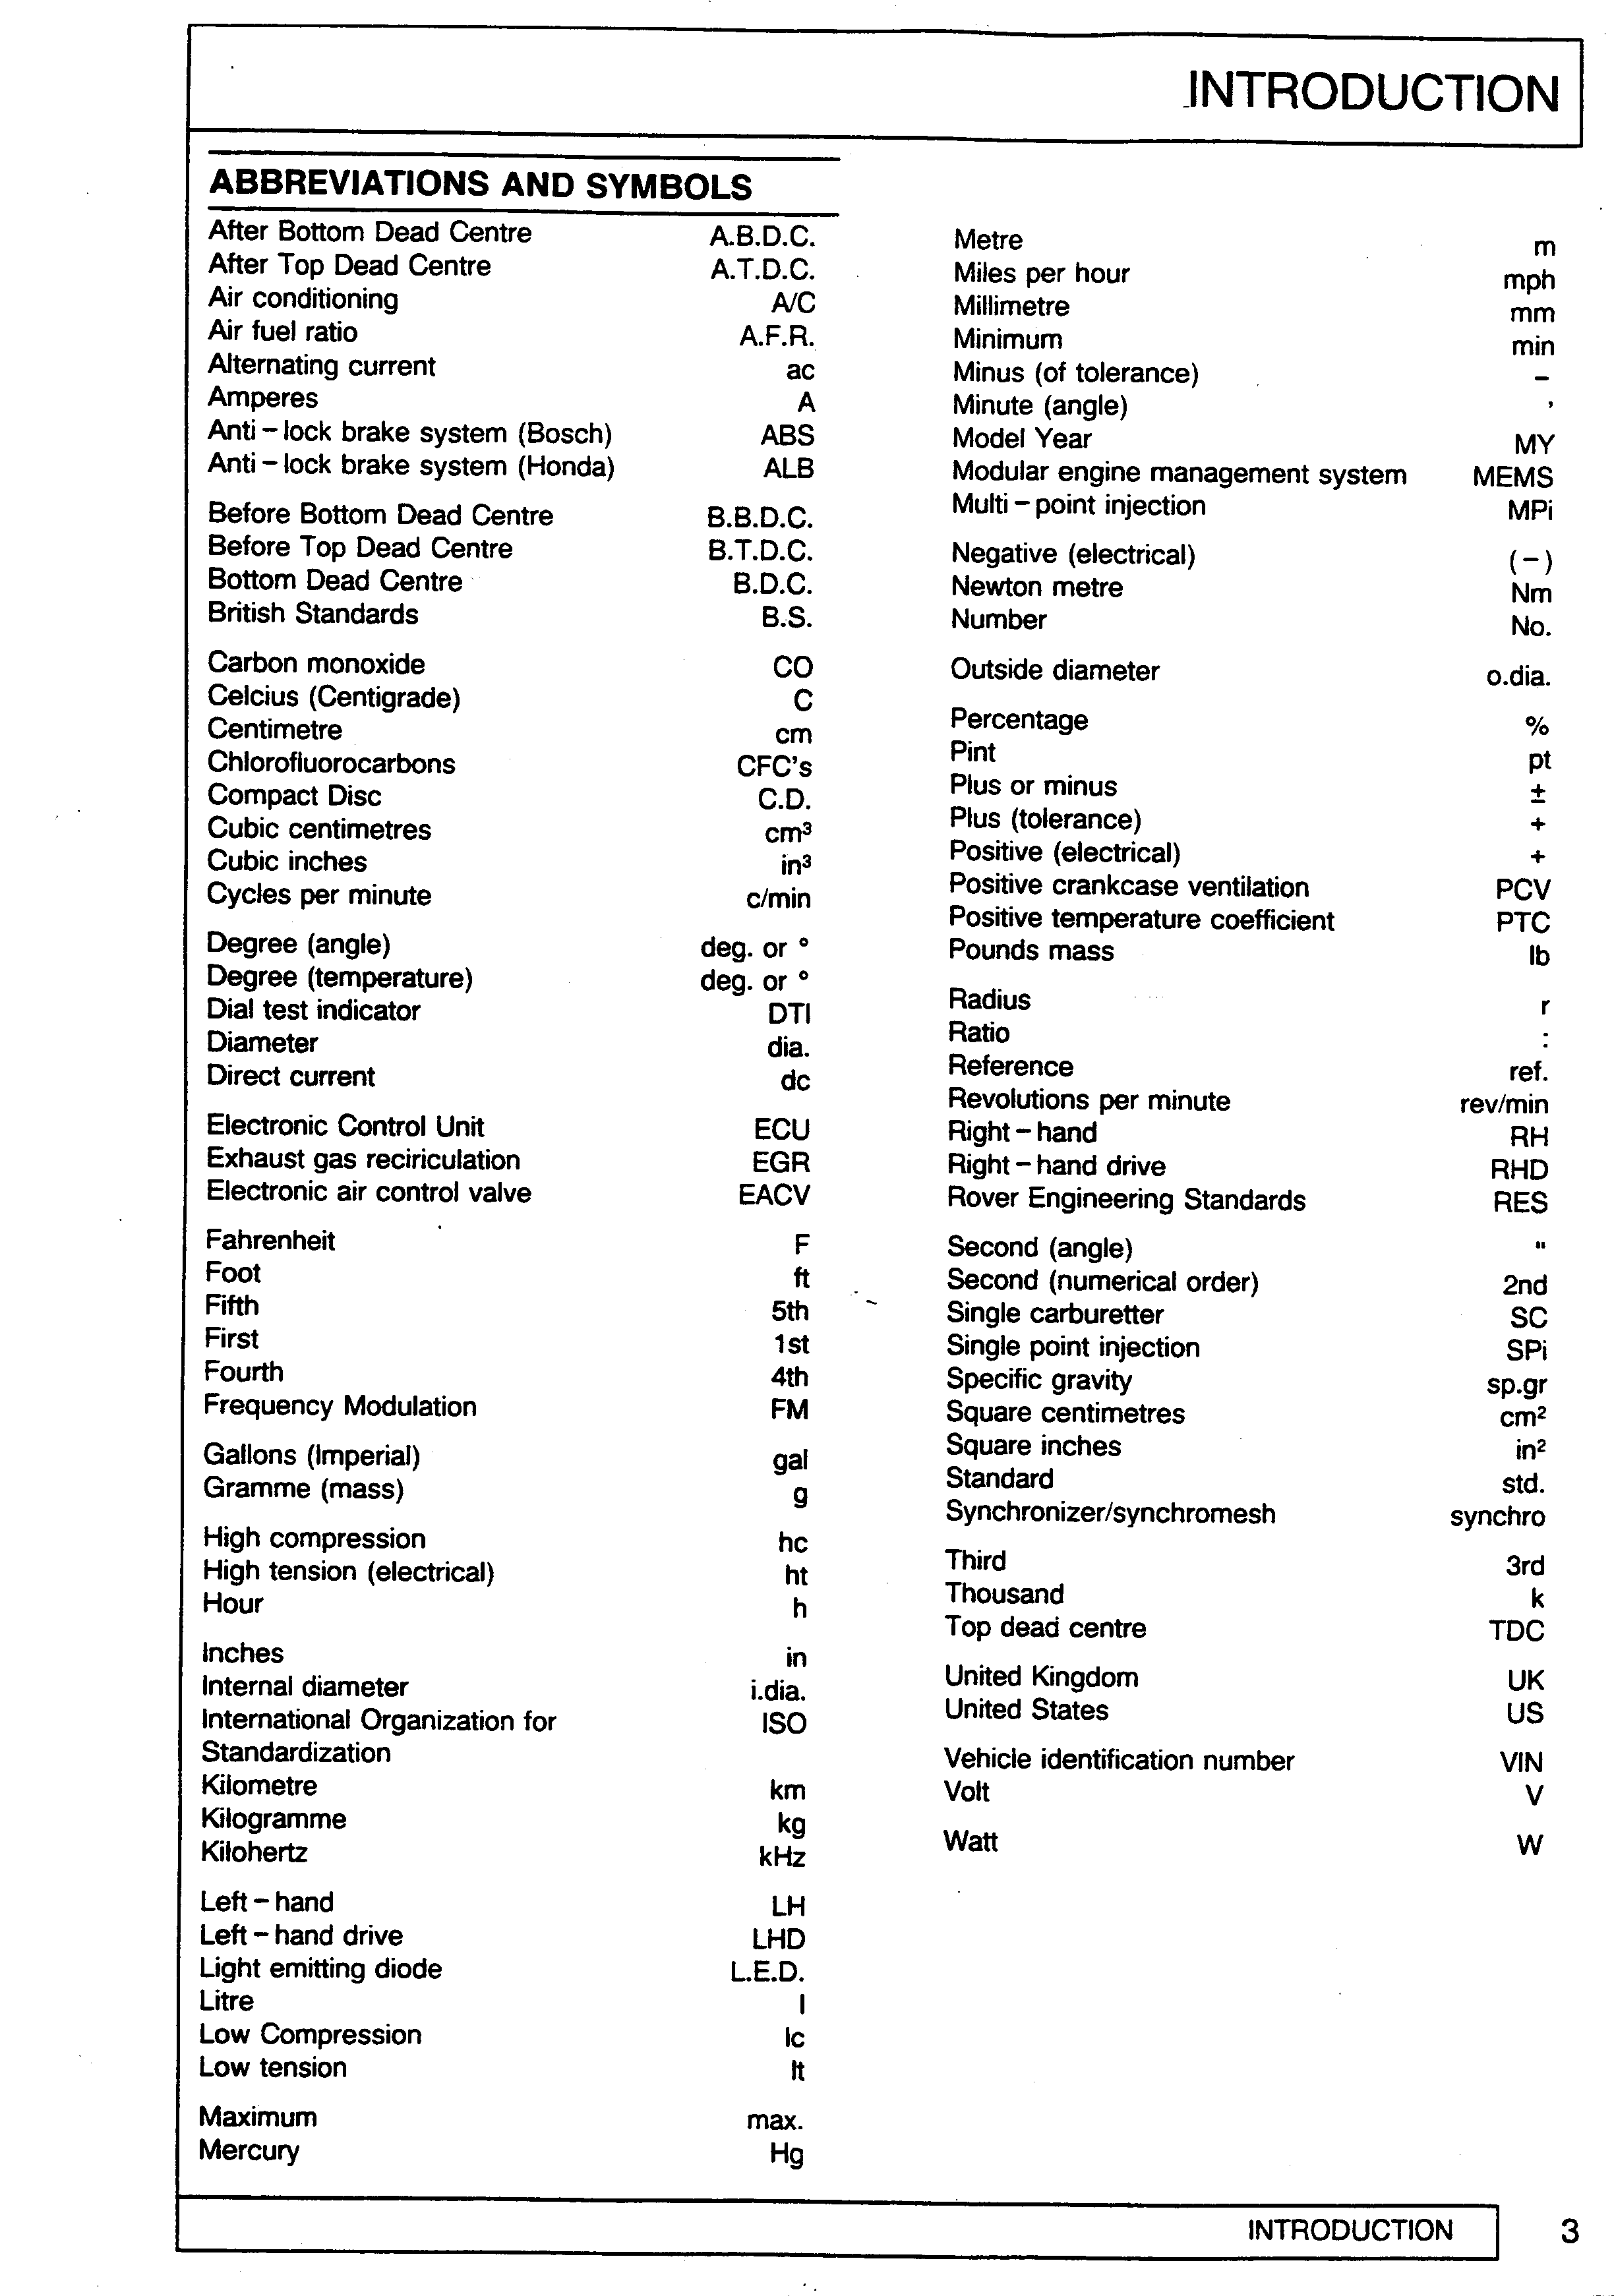 INTRODUCTION
ABBREVIATIONS AND SYMBOLS
After Bottom Dead Centre A.B.D.C.
After Top Dead Centre A.T.D.C.
Air conditioning A/C
Air fuel ratio A.F.R.
Alternating current ac
Amperes A
Anti – lock brake system (Bosch) ABS
Anti – lock brake system (Honda) ALB
Before Bottom Dead Centre B.B.D.C.
Before Top Dead Centre B.T.D.C.
Bottom Dead Centre B.D.C.
British Standards B.S.
Carbon monoxide CO
Celcius (Centigrade) C
Centimetre cm
Chlorofluorocarbons CFC's
Compact Disc C.D.
Cubic centimetres cm³
Cubic inches in³
Cycles per minute c/min
Degree (angle) deg. or °
Degree (temperature) deg. or °
Dial test indicator DTI
Diameter dia.
Direct current dc
Electronic Control Unit ECU
Exhaust gas reciriculation EGR
Electronic air control valve EACV
Fahrenheit F
Foot ft
Fifth 5th
First 1st
Fourth 4th
Frequency Modulation FM
Gallons (Imperial) gal
Gramme (mass) g
High compression hc
High tension (electrical) ht
Hour h
Inches in
Internal diameter i.dia.
International Organization for ISO
Standardization
Kilometre km
Kilogramme kg
Kilohertz kHz
Left – hand LH
Left – hand drive LHD
Light emitting diode L.E.D.
Litre l
Low Compression lc
Low tension lt
Maximum max.
Mercury Hg
Metre m
Miles per hour mph
Millimetre mm
Minimum min
Minus (of tolerance) –
Minute (angle) '
Model Year MY
Modular engine management system MEMS
Multi – point injection MPi
Negative (electrical) (–)
Newton metre Nm
Number No.
Outside diameter o.dia.
Percentage %
Pint pt
Plus or minus ±
Plus (tolerance) +
Positive (electrical) +
Positive crankcase ventilation PCV
Positive temperature coefficient PTC
Pounds mass lb
Radius r
Ratio :
Reference ref.
Revolutions per minute rev/min
Right – hand RH
Right – hand drive RHD
Rover Engineering Standards RES
Second (angle) "
Second (numerical order) 2nd
Single carburetter SC
Single point injection SPi
Specific gravity sp.gr
Square centimetres cm²
Square inches in²
Standard std.
Synchronizer/synchromesh synchro
Third 3rd
Thousand k
Top dead centre TDC
United Kingdom UK
United States US
Vehicle identification number VIN
Volt V
Watt W
INTRODUCTION 3